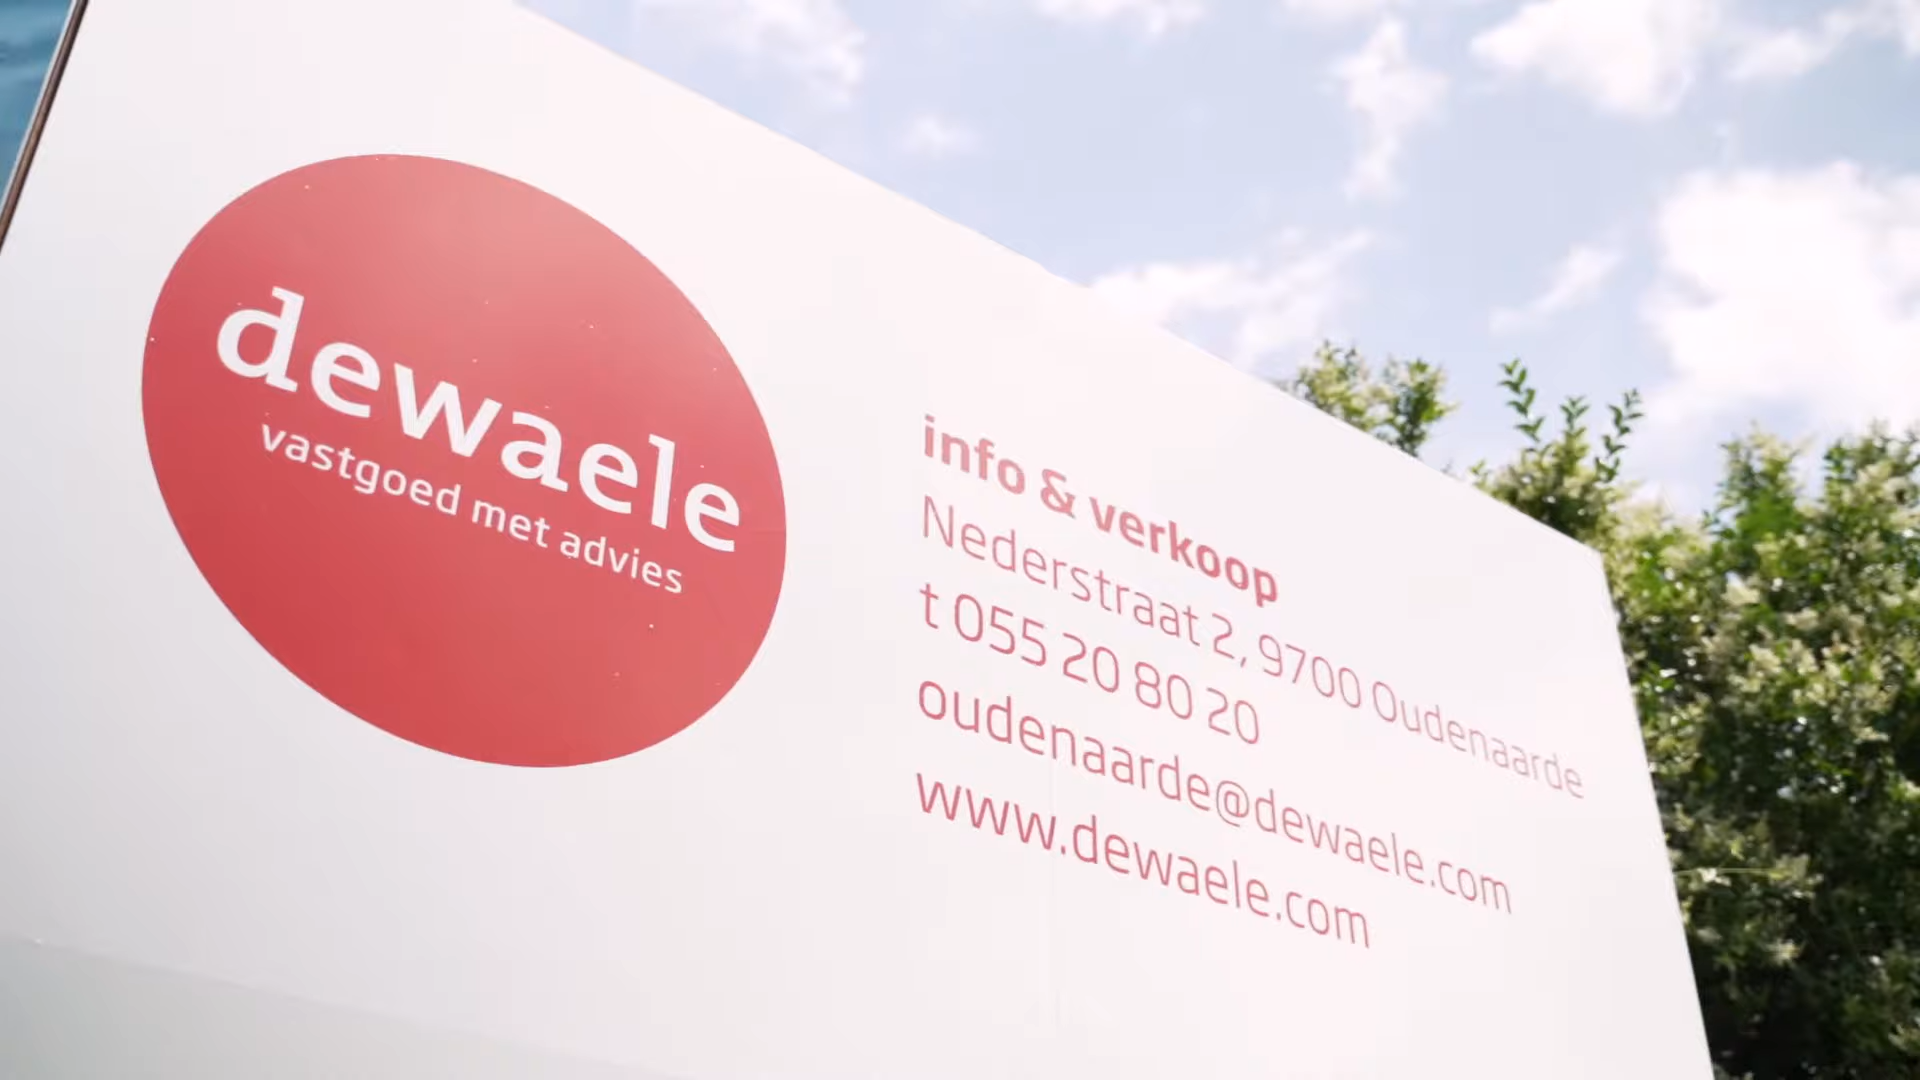 dewaele
vastgoed met advies
info & verkoop
Nederstraat 2, 9700 Oudenaarde
t 055 20 80 20
oudenaarde@dewaele.com
www.dewaele.com